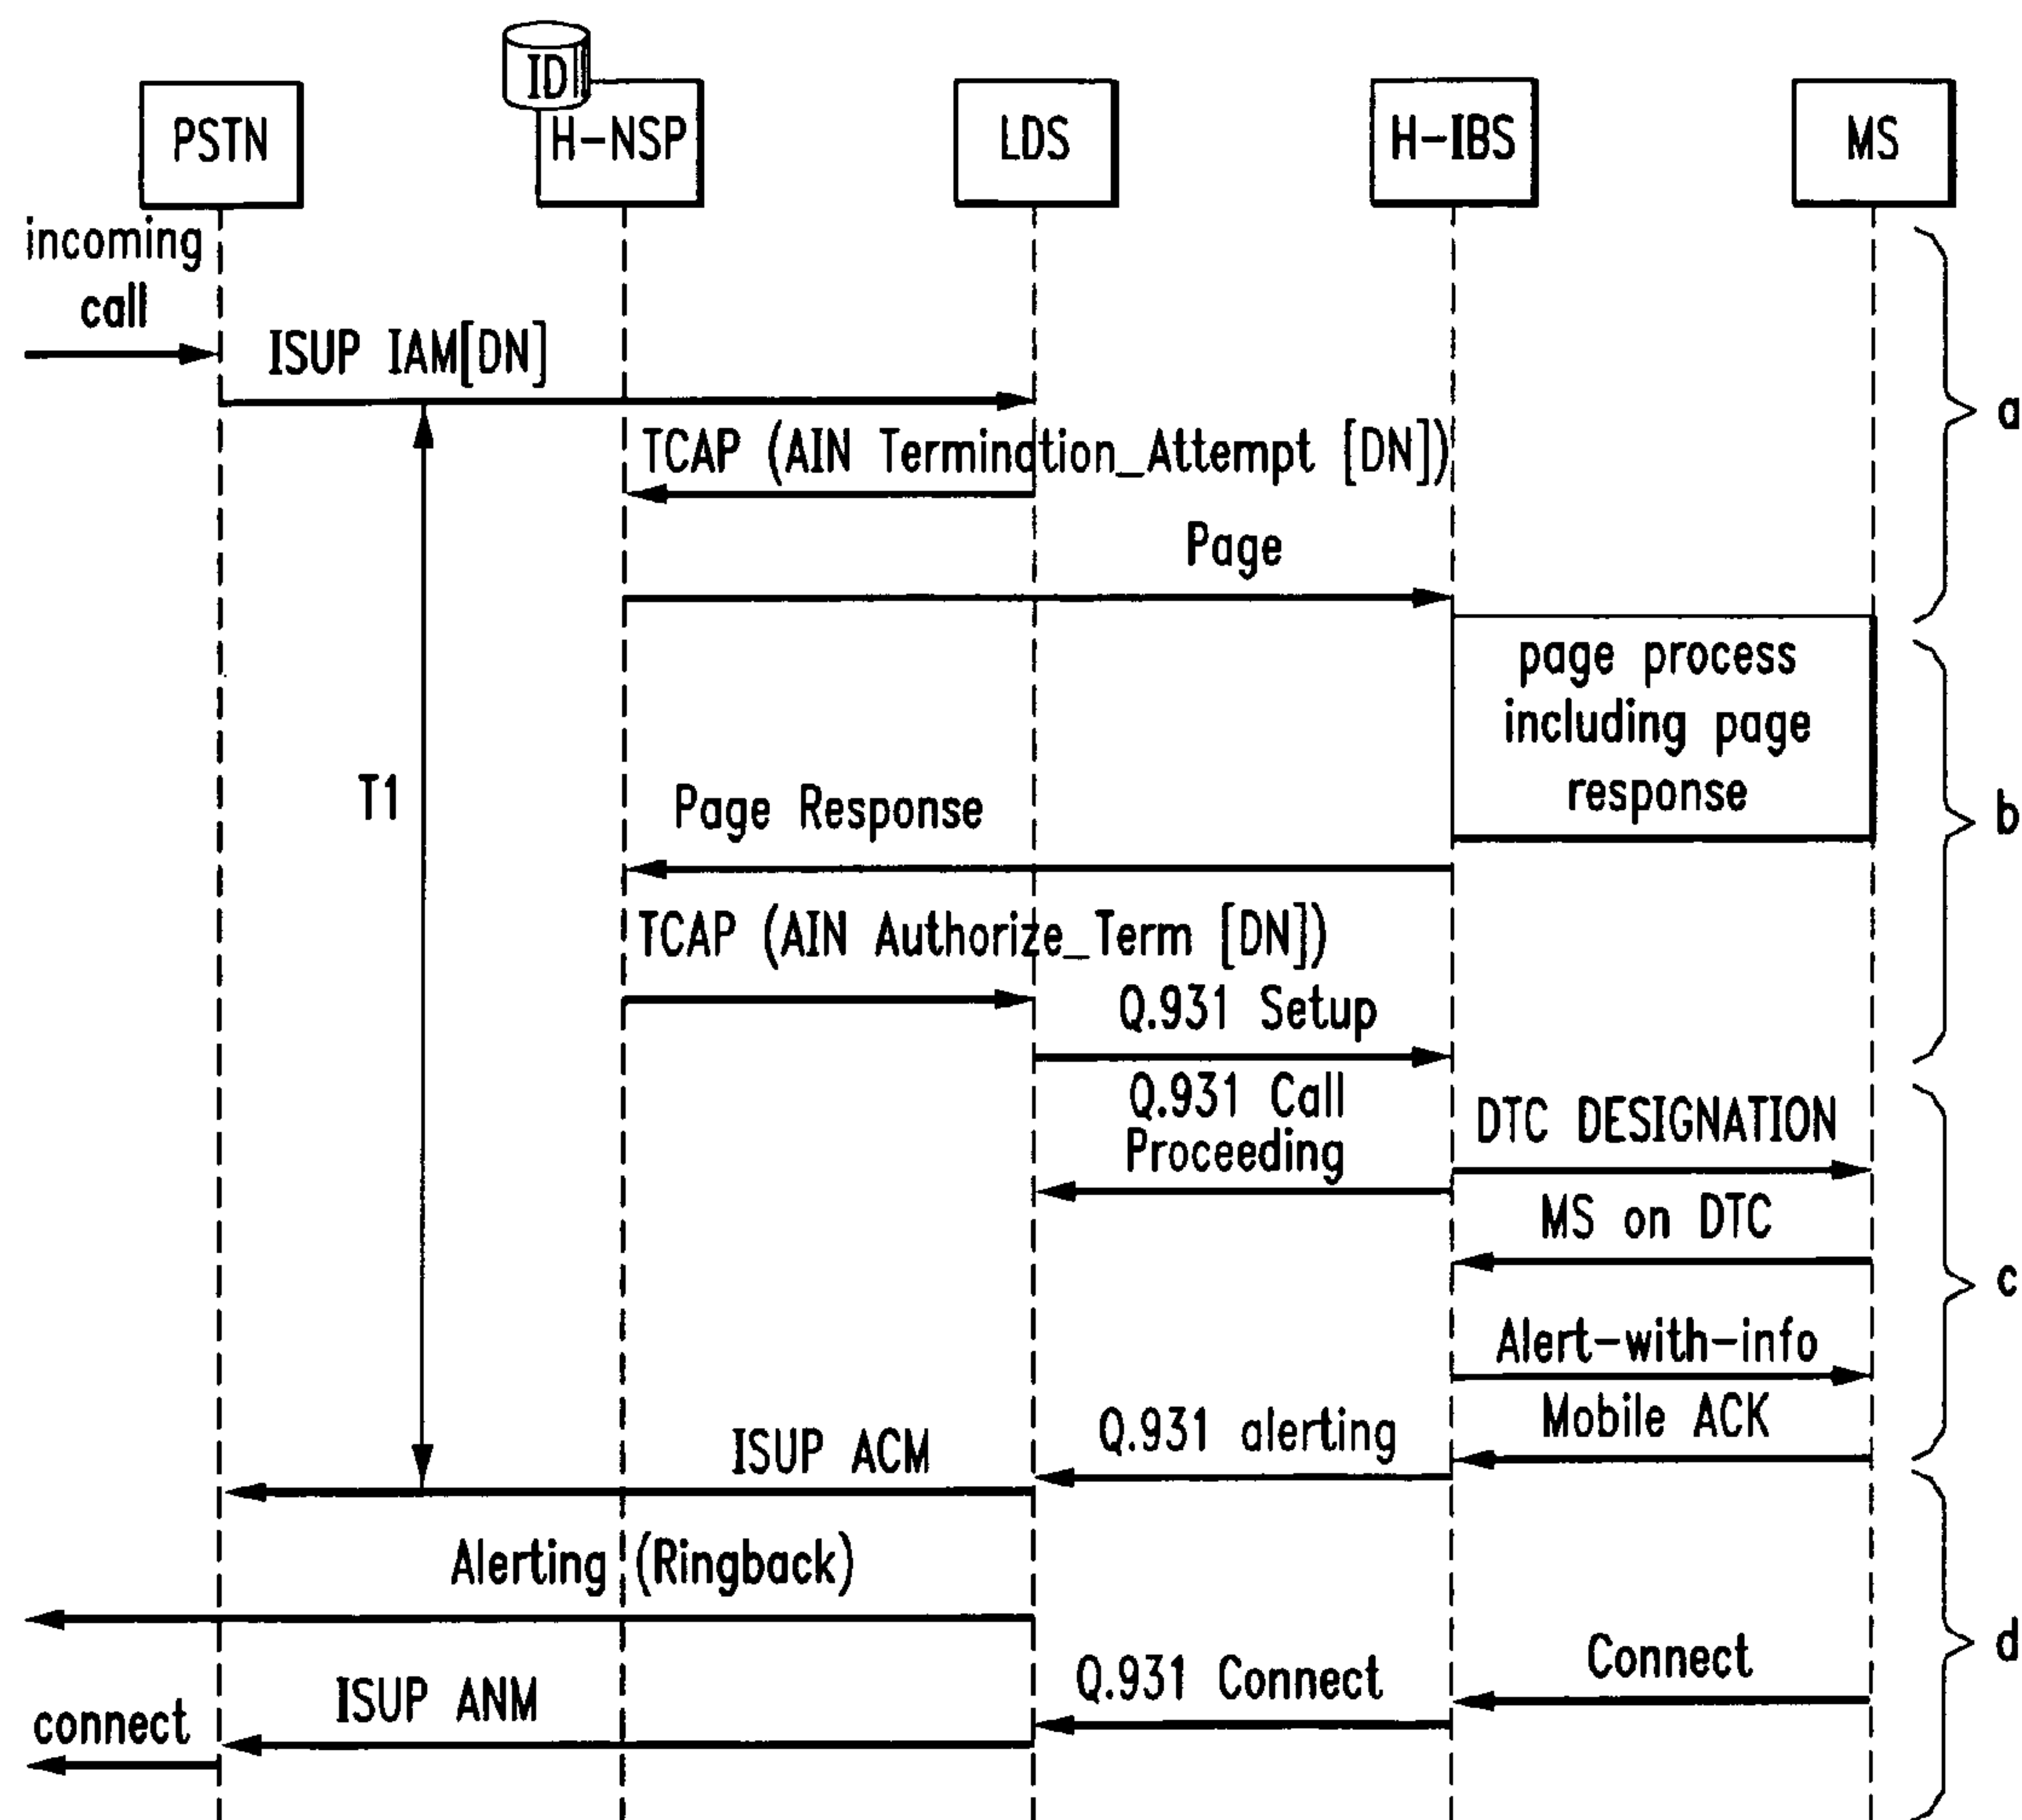 ID
PSTN
H-NSP
LDS
H-IBS
MS
incoming
call
ISUP IAM[DN]
a
TCAP (AIN Termination_Attempt [DN])
Page
page process
including page
response
T1
Page Response
b
TCAP (AIN Authorize_Term [DN])
Q.931 Setup
Q.931 Call
Proceeding
DTC DESIGNATION
MS on DTC
c
Alert-with-info
Mobile ACK
Q.931 alerting
ISUP ACM
Alerting (Ringback)
d
Connect
Q.931 Connect
ISUP ANM
connect